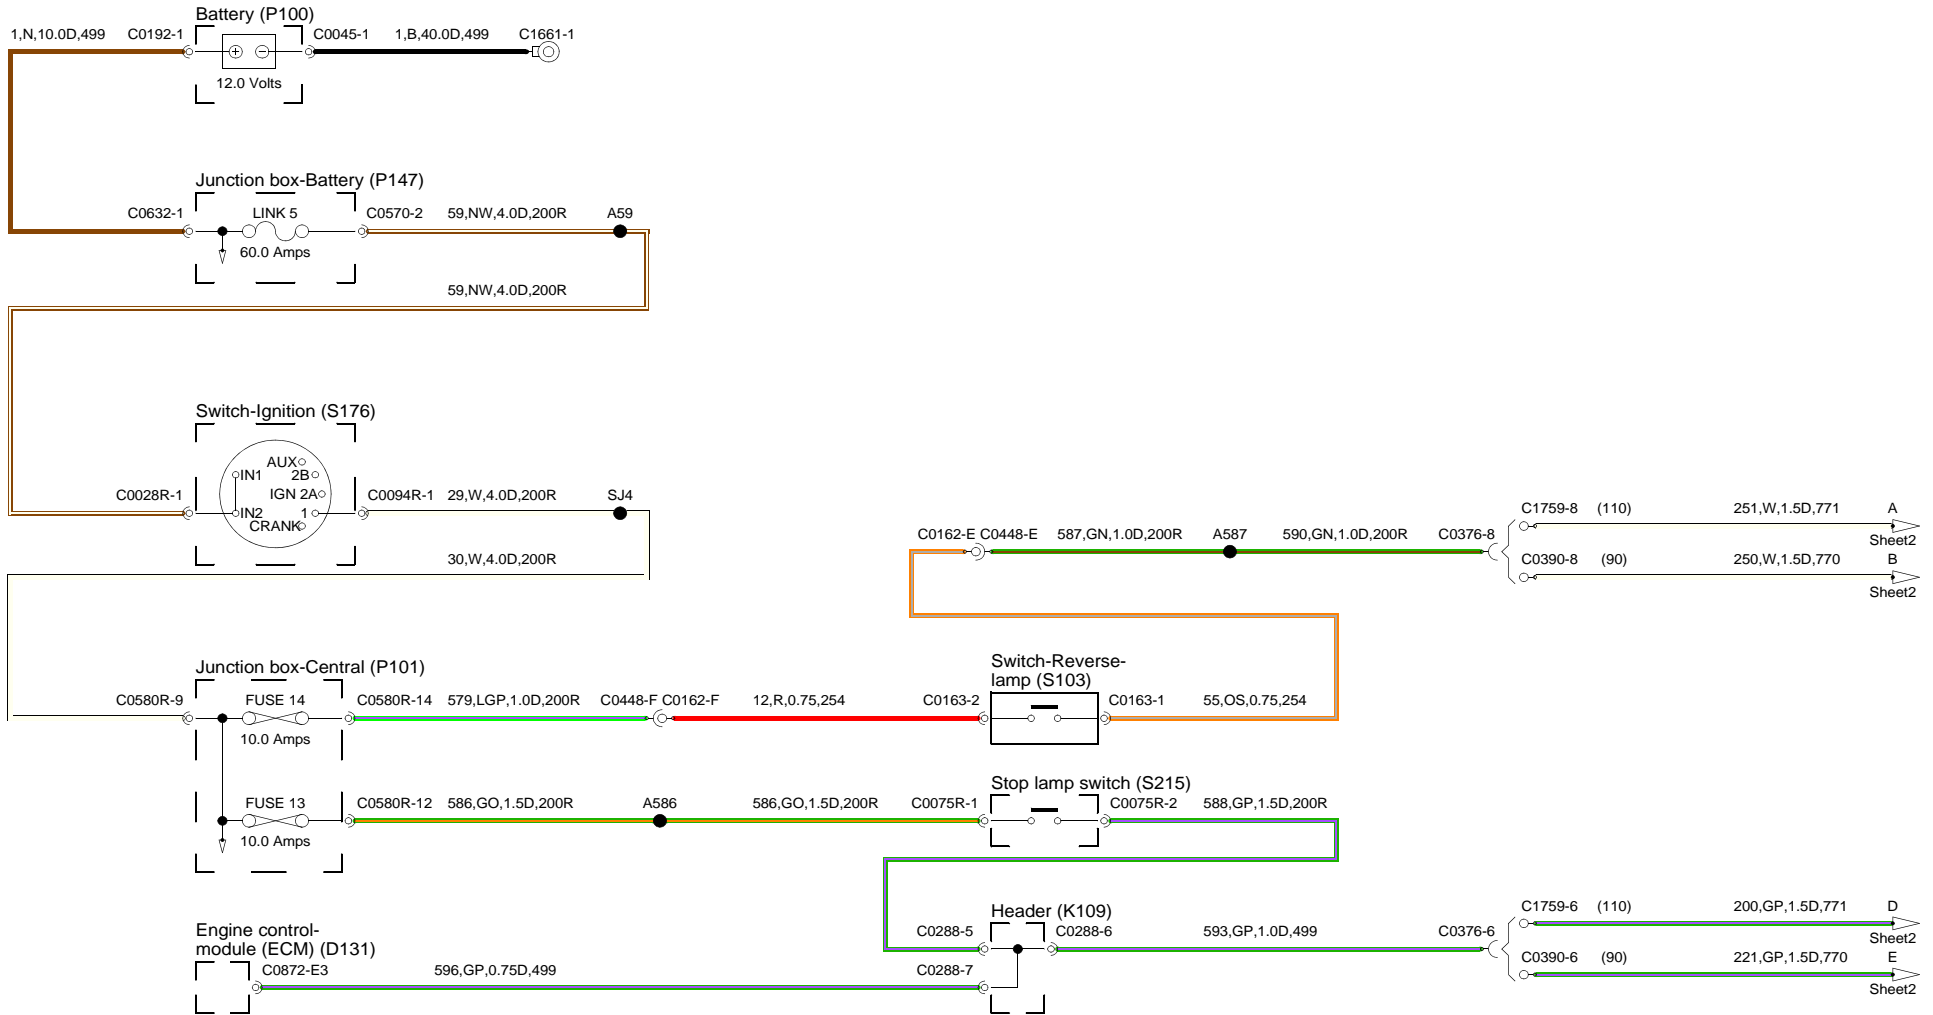 Battery (P100)
1,N,10.0D,499 C0192-1 C0045-1 1,B,40.0D,499 C1661-1
12.0 Volts
Junction box-Battery (P147)
C0632-1 LINK 5 C0570-2 59,NW,4.0D,200R A59
60.0 Amps
59,NW,4.0D,200R
Switch-Ignition (S176)
AUX
IN1 2B
IGN 2A
C0028R-1 C0094R-1 29,W,4.0D,200R SJ4
IN2 1
CRANK
30,W,4.0D,200R
C1759-8 (110) 251,W,1.5D,771 A
Sheet2
C0162-E C0448-E 587,GN,1.0D,200R A587 590,GN,1.0D,200R C0376-8
C0390-8 (90) 250,W,1.5D,770 B
Sheet2
Junction box-Central (P101)
Switch-Reverse-
lamp (S103)
C0580R-9 FUSE 14 C0580R-14 579,LGP,1.0D,200R C0448-F C0162-F 12,R,0.75,254 C0163-2 C0163-1 55,OS,0.75,254
10.0 Amps
Stop lamp switch (S215)
FUSE 13 C0580R-12 586,GO,1.5D,200R A586 586,GO,1.5D,200R C0075R-1 C0075R-2 588,GP,1.5D,200R
10.0 Amps
Header (K109)
C0288-5 C0288-6 593,GP,1.0D,499 C0376-6
C1759-6 (110) 200,GP,1.5D,771 D
Sheet2
C0390-6 (90) 221,GP,1.5D,770 E
Sheet2
Engine control-
module (ECM) (D131)
C0872-E3 596,GP,0.75D,499 C0288-7